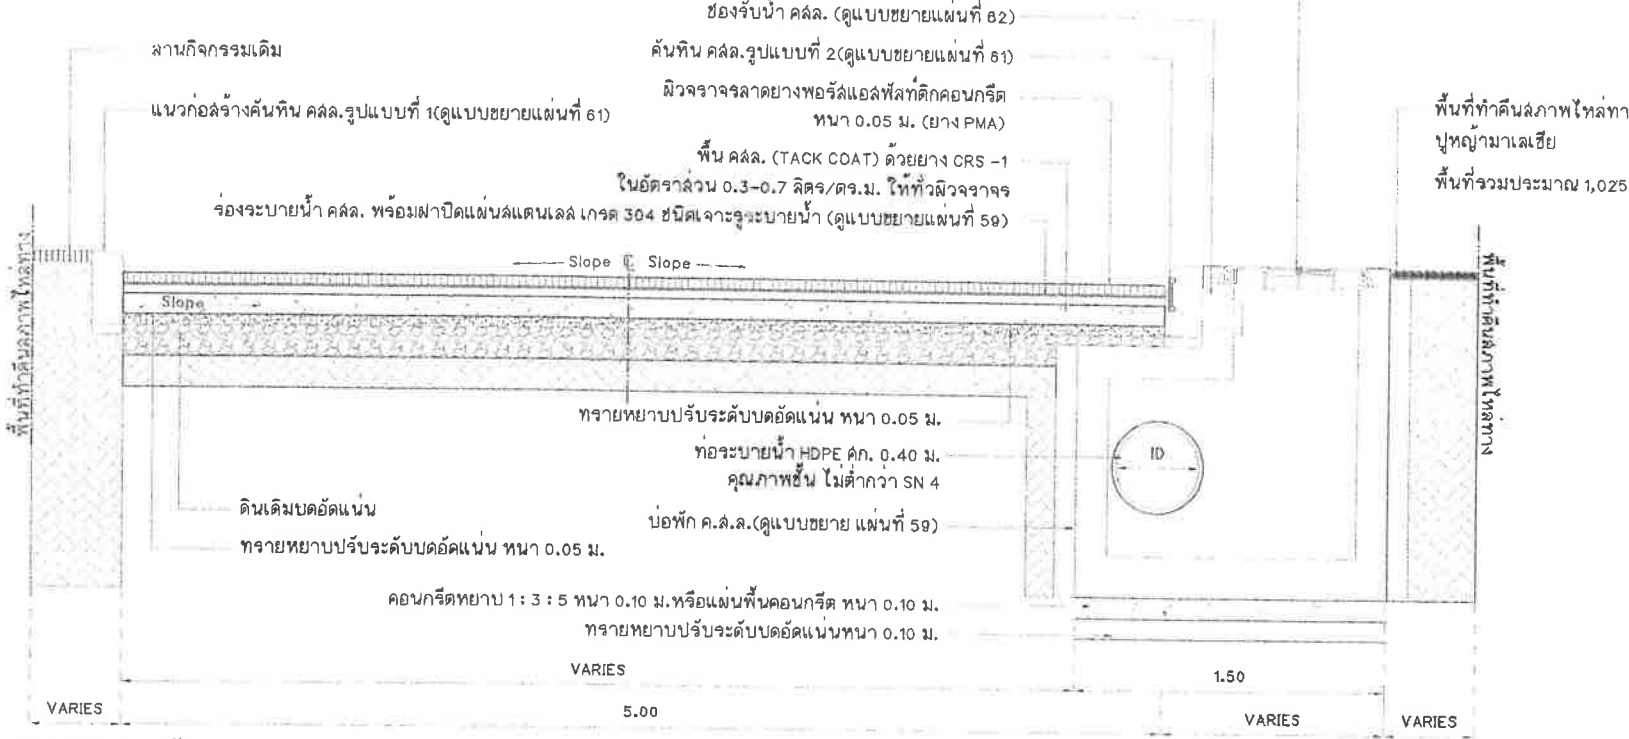 ช่องรับน้ำ คสล. (ดูแบบขยายแผ่นที่ 62)
ลานกิจกรรมเดิม
คันหิน คสล.รูปแบบที่ 2(ดูแบบขยายแผ่นที่ 61)
ผิวจราจรลาดยางพอรัสแอสฟัลท์ติกคอนกรีต
หนา 0.05 ม. (ยาง PMA)
แนวก่อสร้างคันหิน คสล.รูปแบบที่ 1(ดูแบบขยายแผ่นที่ 61)
พื้นที่ทำคืนสภาพไหล่ทา
ปูหญ้ามาเลเซีย
พื้นที่รวมประมาณ 1,025
พื้น คสล. (TACK COAT) ด้วยยาง CRS -1
ในอัตราส่วน 0.3-0.7 ลิตร/ตร.ม. ให้ทั่วผิวจราจร
ร่องระบายน้ำ คสล. พร้อมฝาปิดแผ่นสแตนเลส เกรด 304 ชนิดเจาะรูระบายน้ำ (ดูแบบขยายแผ่นที่ 59)
พื้นที่ทำคืนสภาพไหล่ทาง
Slope ℄ Slope
Slope
พื้นที่ทำคืนสภาพไหล่ทาง
ทรายหยาบปรับระดับบดอัดแน่น หนา 0.05 ม.
ท่อระบายน้ำ HDPE ศก. 0.40 ม.
คุณภาพชั้น ไม่ต่ำกว่า SN 4
ID
ดินเดิมบดอัดแน่น
บ่อพัก ค.ส.ล.(ดูแบบขยาย แผ่นที่ 59)
ทรายหยาบปรับระดับบดอัดแน่น หนา 0.05 ม.
คอนกรีตหยาบ 1 : 3 : 5 หนา 0.10 ม.หรือแผ่นพื้นคอนกรีต หนา 0.10 ม.
ทรายหยาบปรับระดับบดอัดแน่นหนา 0.10 ม.
VARIES
1.50
VARIES
5.00
VARIES
VARIES